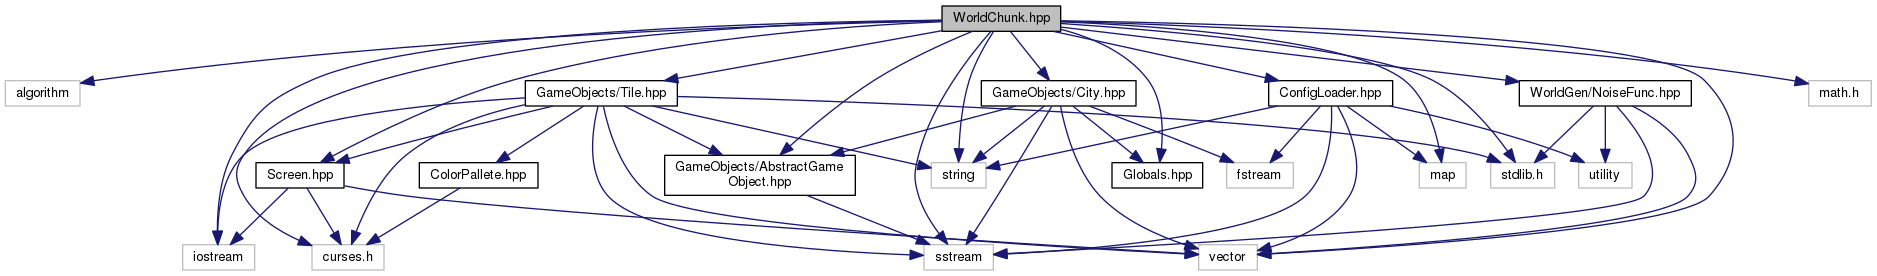 WorldChunk.hpp
algorithm
GameObjects/Tile.hpp
GameObjects/City.hpp
ConfigLoader.hpp
WorldGen/NoiseFunc.hpp
math.h
Screen.hpp
ColorPallete.hpp
GameObjects/AbstractGame
Object.hpp
string
Globals.hpp
fstream
map
stdlib.h
utility
iostream
curses.h
sstream
vector